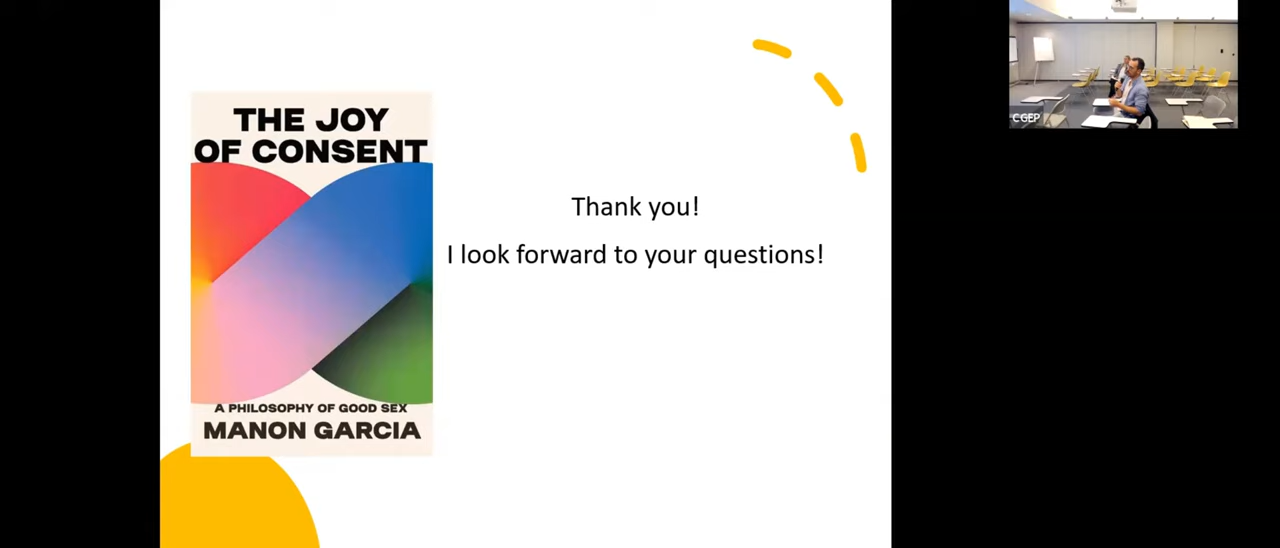 THE JOY
OF CONSENT
A PHILOSOPHY OF GOOD SEX
MANON GARCIA
Thank you!
I look forward to your questions!
CGEP